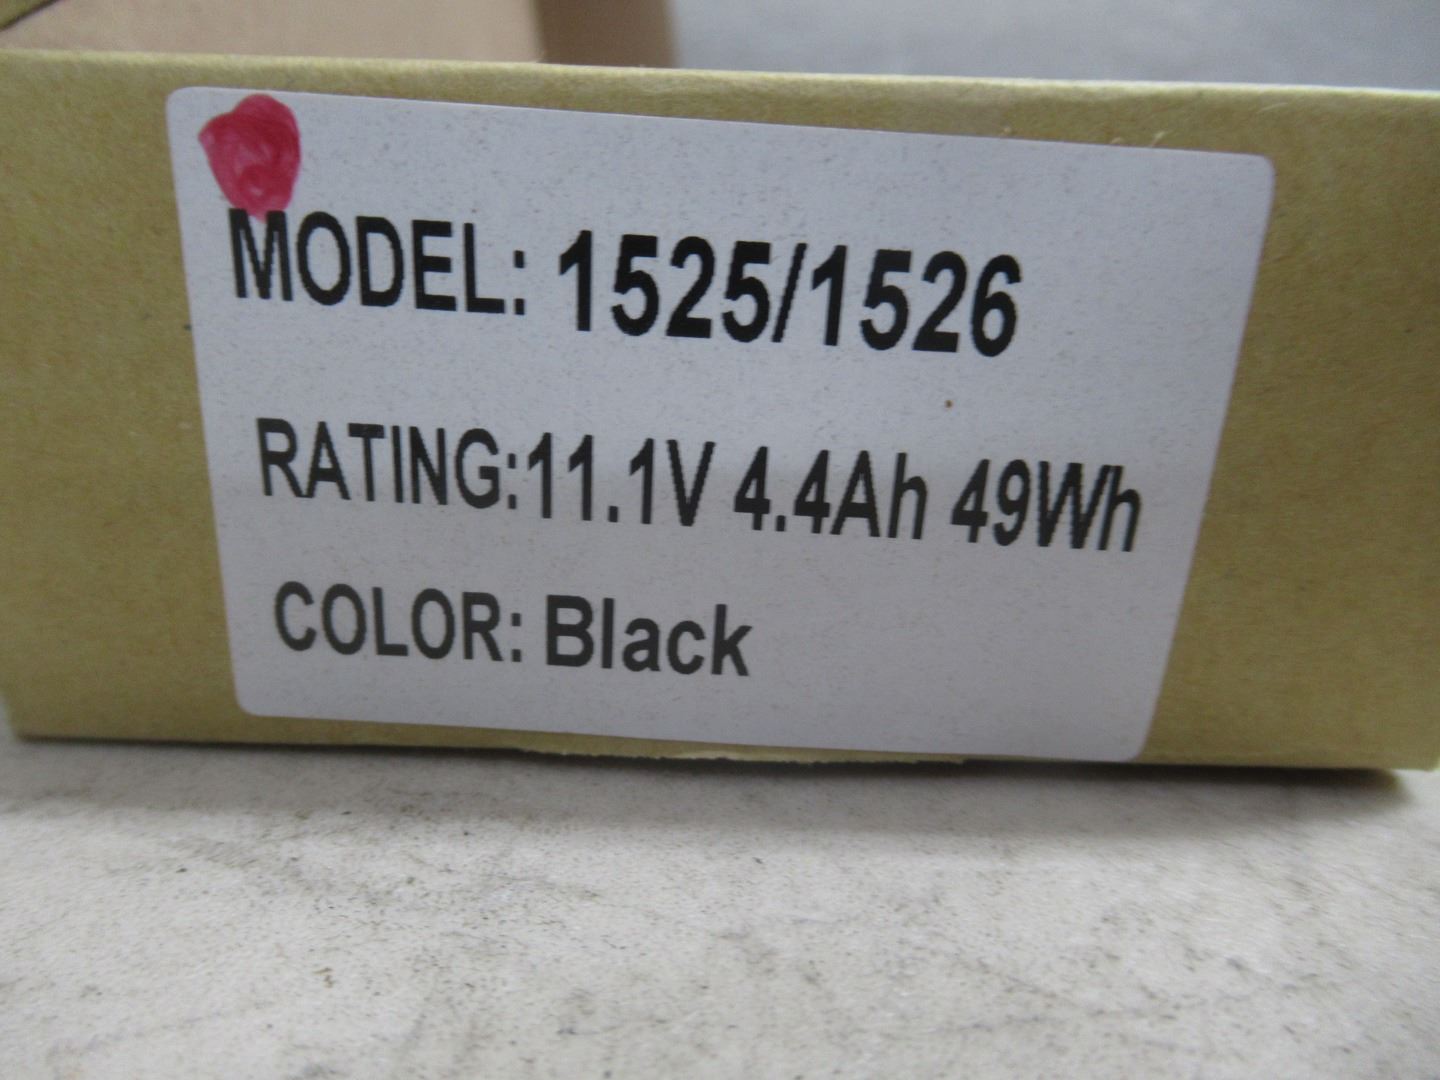 MODEL: 1525/1526
RATING:11.1V 4.4Ah 49Wh
COLOR: Black